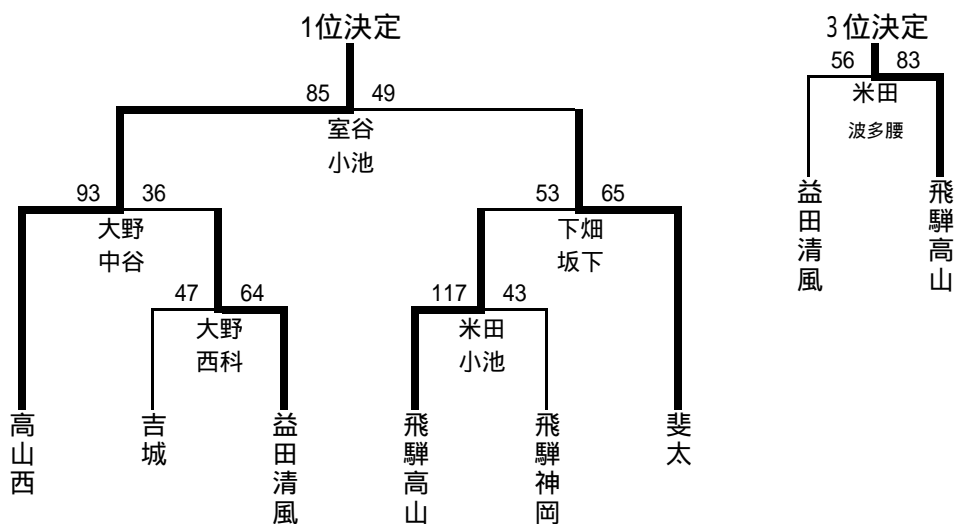 1位決定
3位決定
56 83
米田
波多腰
益田清風
飛騨高山
85 49
室谷
小池
93 36
大野
中谷
53 65
下畑
坂下
47 64
大野
西科
117 43
米田
小池
高山西
吉城
益田清風
飛騨高山
飛騨神岡
斐太